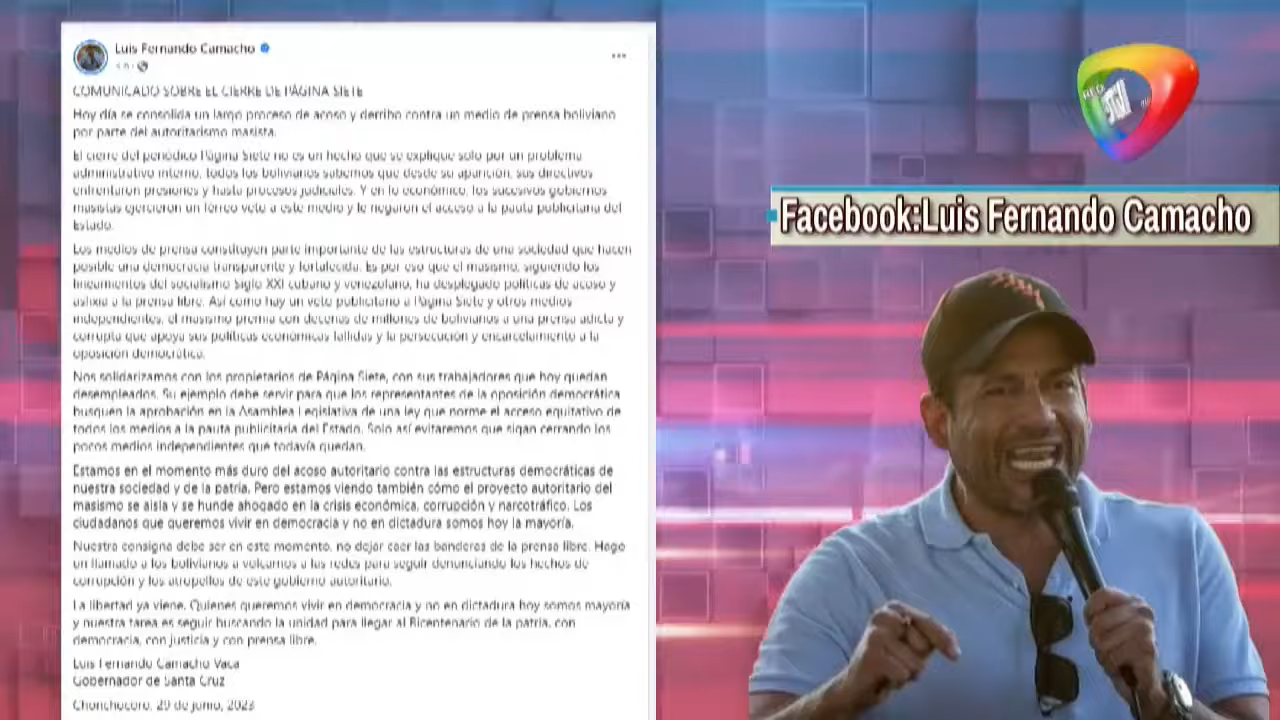 Luis Fernando Camacho
COMUNICADO SOBRE EL CIERRE DE PÁGINA SIETE
Hoy día se consolida un largo proceso de acoso y derribo contra un medio de prensa boliviano
por parte del autoritarismo masista.
El cierre del periódico Página Siete no es un hecho que se explique solo por un problema
administrativo interno, todos los bolivianos sabemos que desde su aparición, sus directivos
enfrentaron presiones y hasta procesos judiciales. Y en lo económico, los sucesivos gobiernos
masistas ejercieron un férreo veto a este medio y le negaron el acceso a la pauta publicitaria del
Estado.
Los medios de prensa constituyen parte importante de las estructuras de una sociedad que hacen
posible una democracia transparente y fortalecida. Es por eso que el masismo, siguiendo los
lineamientos del socialismo Siglo XXI cubano y venezolano, ha desplegado políticas de acoso y
asfixia a la prensa libre. Así como hay un veto publicitario a Página Siete y otros medios
independientes, el masismo premia con decenas de millones de bolivianos a una prensa adicta y
corrupta que apoya sus políticas económicas fallidas y la persecución y encarcelamiento a la
oposición democrática.
Nos solidarizamos con los propietarios de Página Siete, con sus trabajadores que hoy quedan
desempleados. Su ejemplo debe servir para que los representantes de la oposición democrática
busquen la aprobación en la Asamblea Legislativa de una ley que norme el acceso equitativo de
todos los medios a la pauta publicitaria del Estado. Solo así evitaremos que sigan cerrando los
pocos medios independientes que todavía quedan.
Estamos en el momento más duro del acoso autoritario contra las estructuras democráticas de
nuestra sociedad y de la patria. Pero estamos viendo también cómo el proyecto autoritario del
masismo se aisla y se hunde ahogado en la crisis económica, corrupción y narcotráfico. Los
ciudadanos que queremos vivir en democracia y no en dictadura somos hoy la mayoría.
Nuestra consigna debe ser en este momento, no dejar caer las banderas de la prensa libre. Hago
un llamado a los bolivianos a volcarnos a las redes para seguir denunciando los hechos de
corrupción y los atropellos de este gobierno autoritario.
La libertad ya viene. Quienes queremos vivir en democracia y no en dictadura hoy somos mayoría
y nuestra tarea es seguir buscando la unidad para llegar al Bicentenario de la patria, con
democracia, con justicia y con prensa libre.
Luis Fernando Camacho Vaca
Gobernador de Santa Cruz
Chonchocoro, 29 de junio, 2023
RED
Facebook:Luis Fernando Camacho